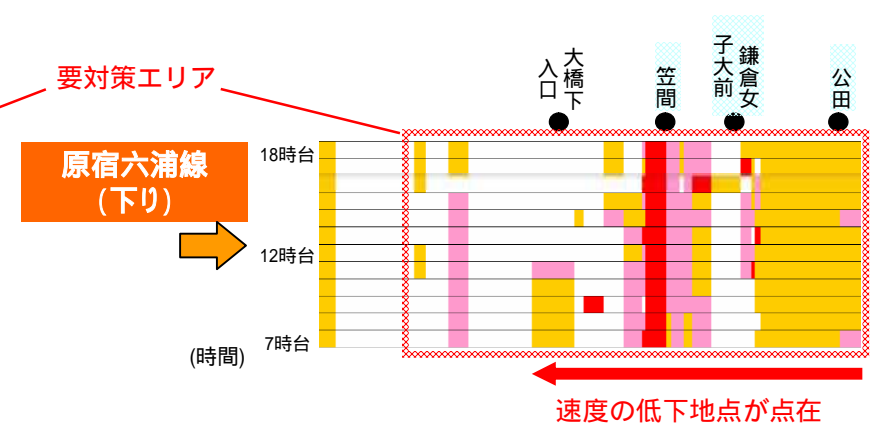 要対策エリア
大橋下
入口
笠間
鎌倉女
子大前
公田
原宿六浦線
(下り)
18時台
12時台
7時台
(時間)
速度の低下地点が点在